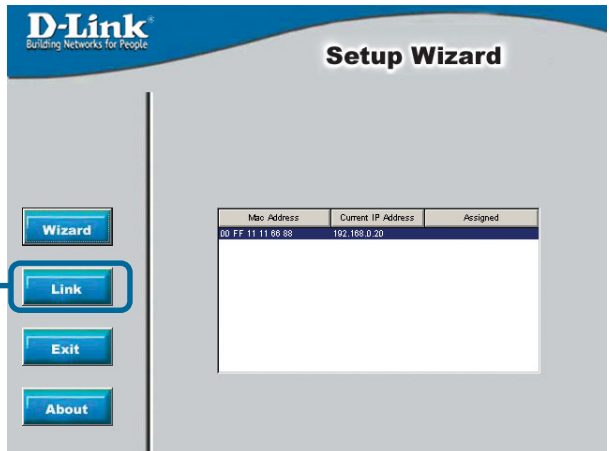 D-Link®
Building Networks for People
Setup Wizard
Mac Address Current IP Address Assigned
00 FF 11 11 66 88 192.168.0.20
Wizard
Link
Exit
About